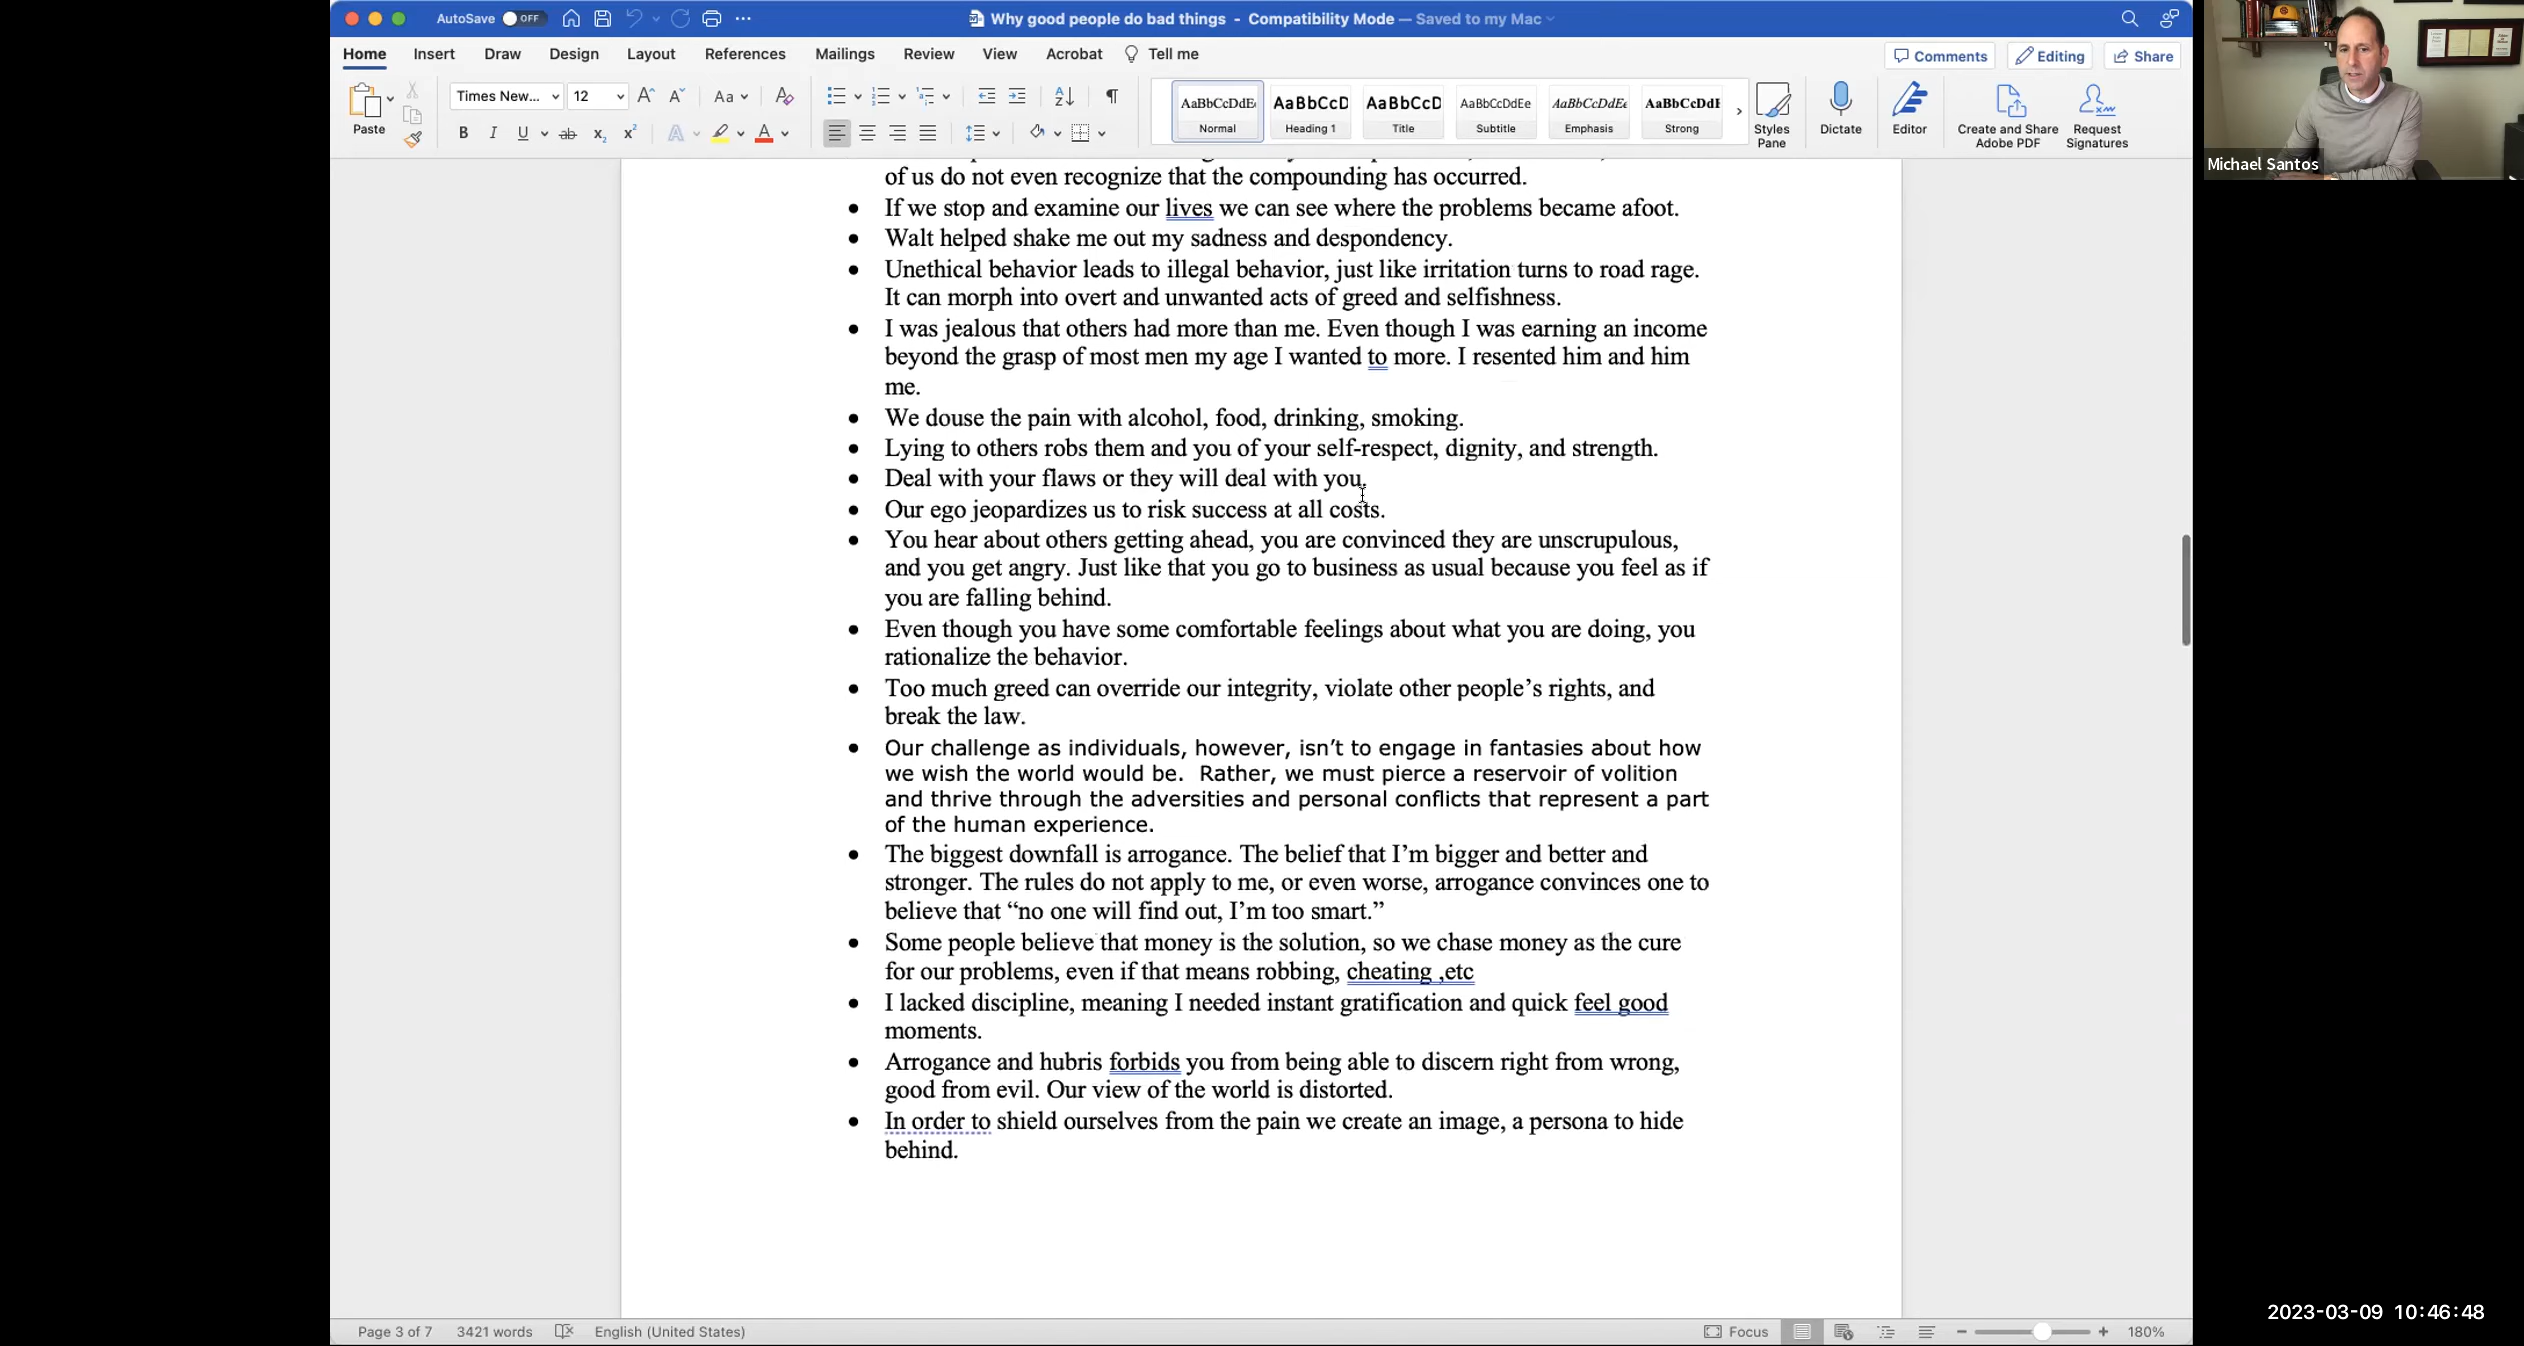 AutoSave OFF
Why good people do bad things - Compatibility Mode — Saved to my Mac
Home Insert Draw Design Layout References Mailings Review View Acrobat Tell me
Comments Editing Share
Paste
Times New... 12
AaBbCcDdE AaBbCcD AaBbCcD AaBbCcDdEe AaBbCcDdEe AaBbCcDdI
Normal Heading 1 Title Subtitle Emphasis Strong
Styles Pane
Dictate
Editor
Create and Share Adobe PDF
Request Signatures
Michael Santos
of us do not even recognize that the compounding has occurred.
• If we stop and examine our lives we can see where the problems became afoot.
• Walt helped shake me out my sadness and despondency.
• Unethical behavior leads to illegal behavior, just like irritation turns to road rage.
It can morph into overt and unwanted acts of greed and selfishness.
• I was jealous that others had more than me. Even though I was earning an income
beyond the grasp of most men my age I wanted to more. I resented him and him
me.
• We douse the pain with alcohol, food, drinking, smoking.
• Lying to others robs them and you of your self-respect, dignity, and strength.
• Deal with your flaws or they will deal with you.
• Our ego jeopardizes us to risk success at all costs.
• You hear about others getting ahead, you are convinced they are unscrupulous,
and you get angry. Just like that you go to business as usual because you feel as if
you are falling behind.
• Even though you have some comfortable feelings about what you are doing, you
rationalize the behavior.
• Too much greed can override our integrity, violate other people’s rights, and
break the law.
• Our challenge as individuals, however, isn’t to engage in fantasies about how
we wish the world would be. Rather, we must pierce a reservoir of volition
and thrive through the adversities and personal conflicts that represent a part
of the human experience.
• The biggest downfall is arrogance. The belief that I’m bigger and better and
stronger. The rules do not apply to me, or even worse, arrogance convinces one to
believe that “no one will find out, I’m too smart.”
• Some people believe that money is the solution, so we chase money as the cure
for our problems, even if that means robbing, cheating ,etc
• I lacked discipline, meaning I needed instant gratification and quick feel good
moments.
• Arrogance and hubris forbids you from being able to discern right from wrong,
good from evil. Our view of the world is distorted.
• In order to shield ourselves from the pain we create an image, a persona to hide
behind.
Page 3 of 7 3421 words English (United States)
Focus
180%
2023-03-09 10:46:48